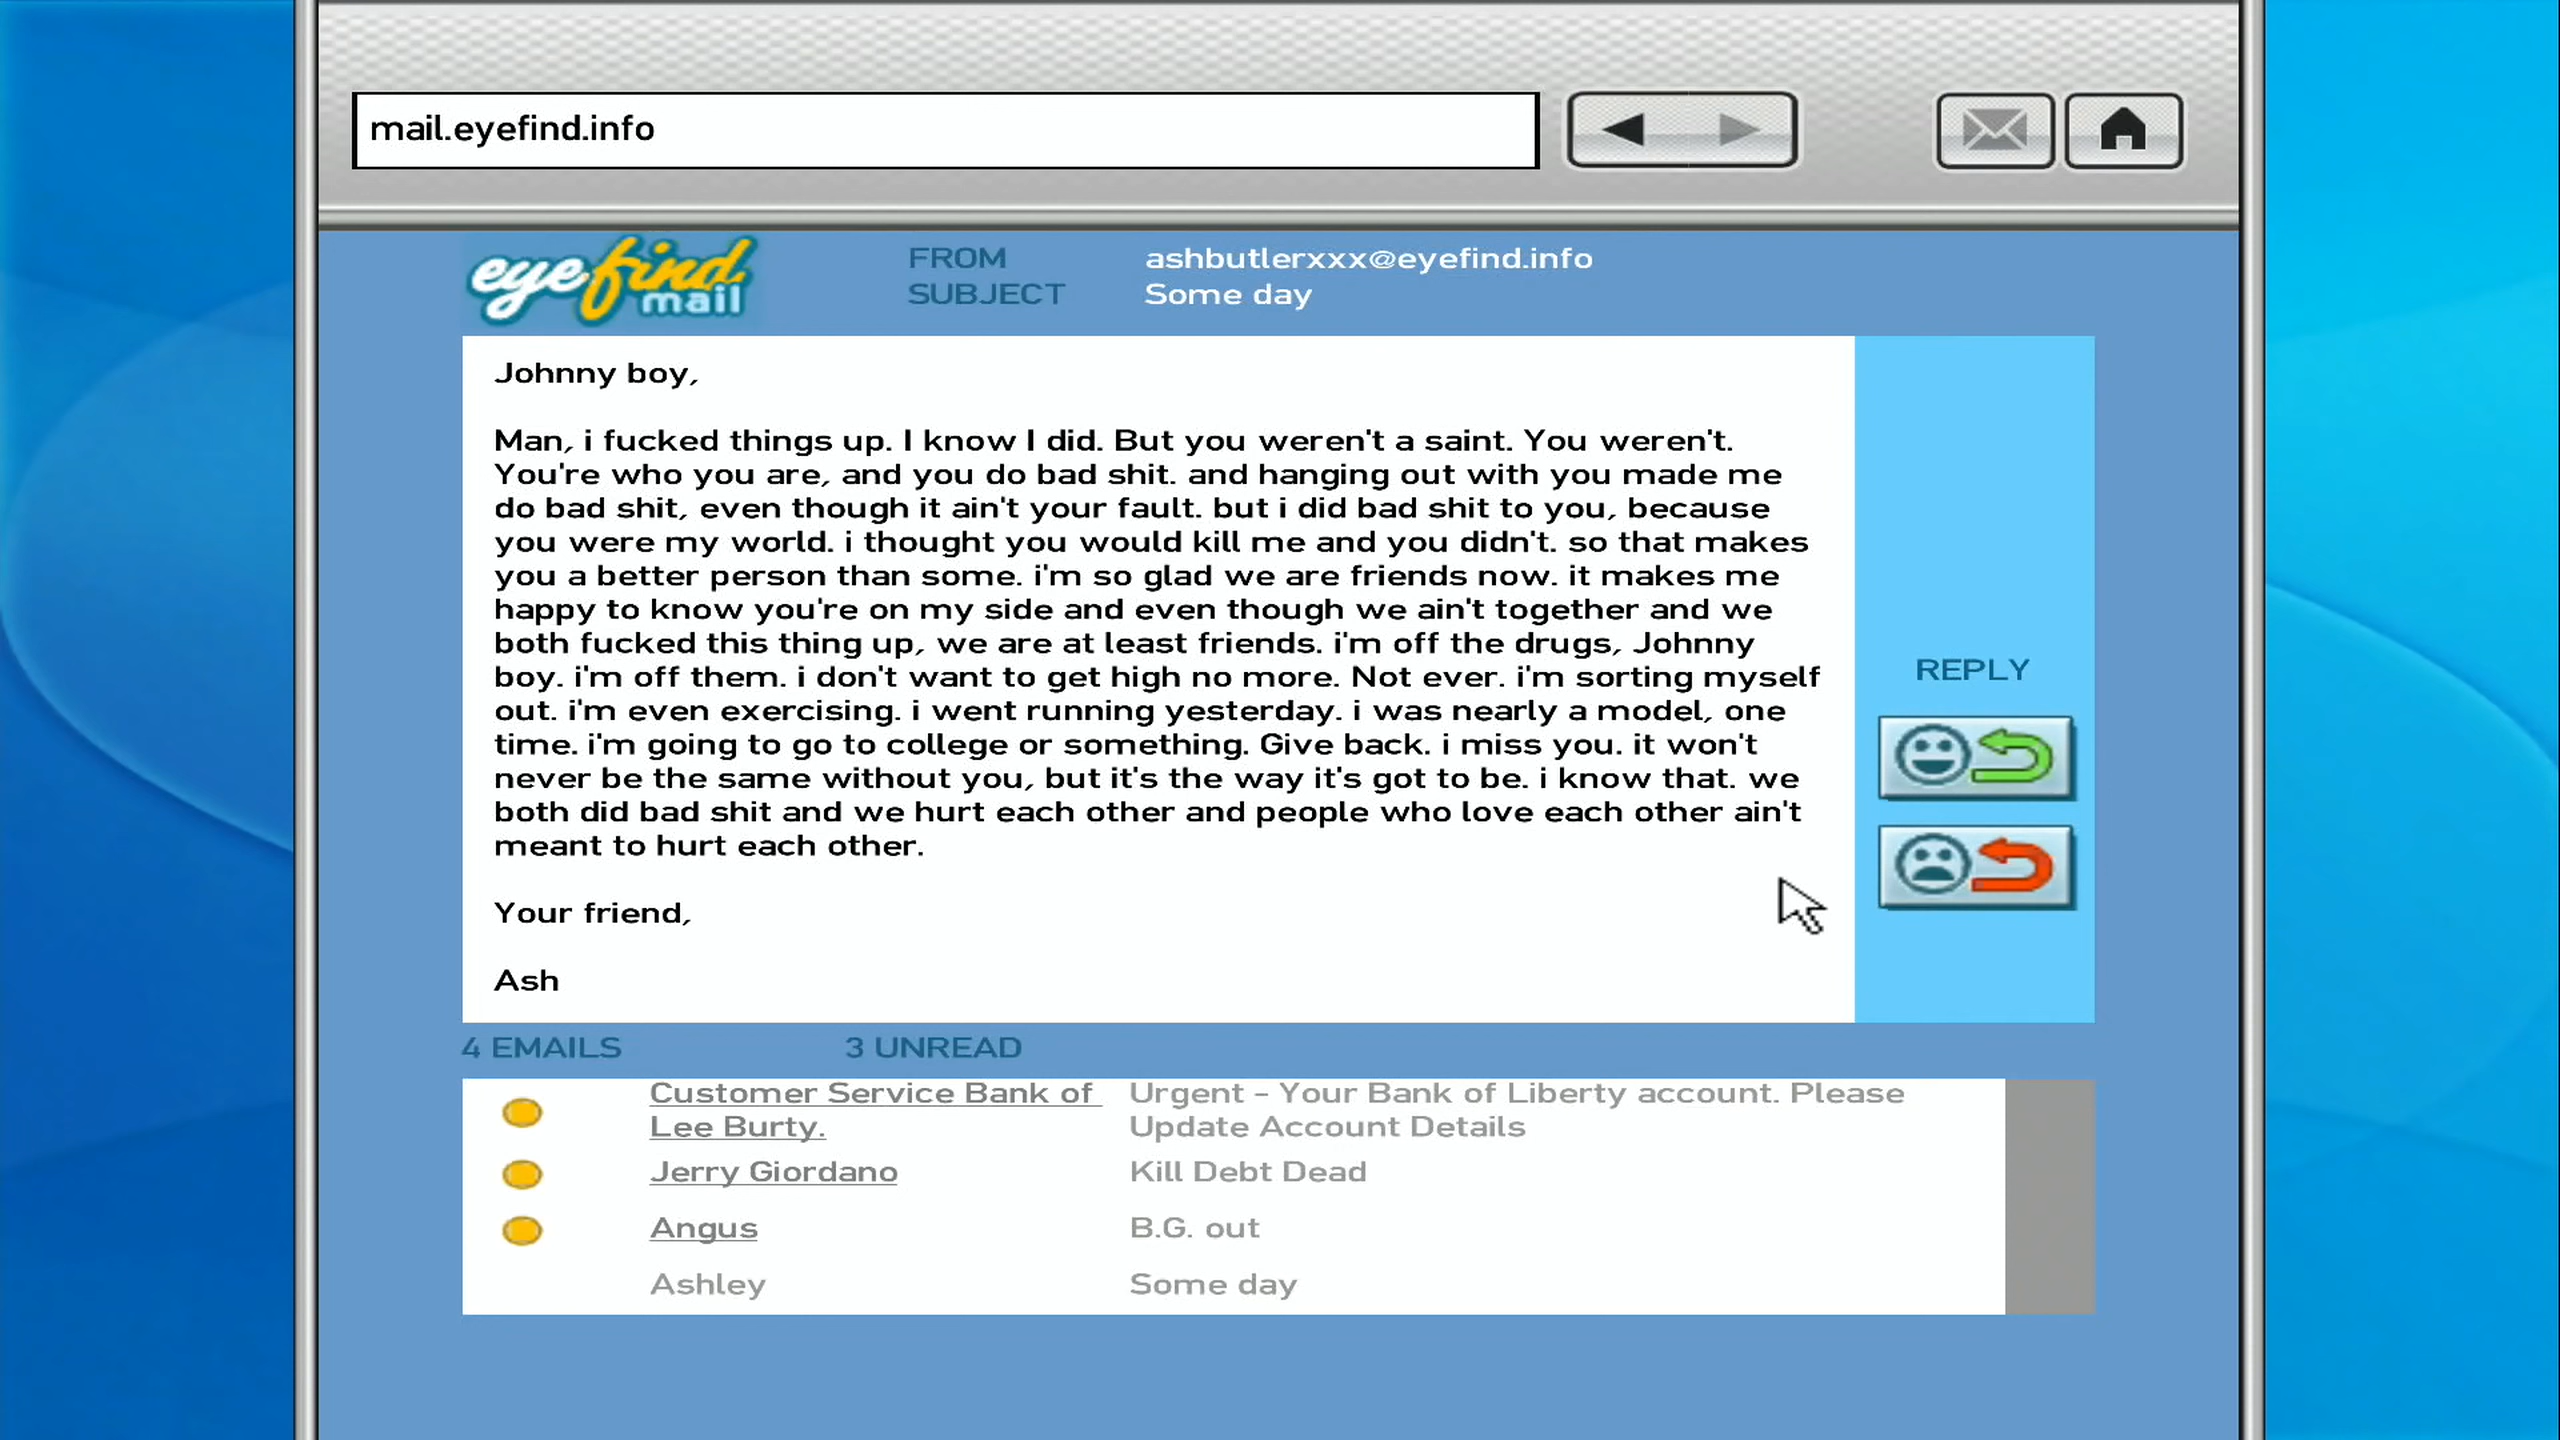 mail.eyefind.info
eyefind mail
FROM ashbutlerxxx@eyefind.info
SUBJECT Some day
Johnny boy,
Man, i fucked things up. I know I did. But you weren't a saint. You weren't.
You're who you are, and you do bad shit. and hanging out with you made me
do bad shit, even though it ain't your fault. but i did bad shit to you, because
you were my world. i thought you would kill me and you didn't. so that makes
you a better person than some. i'm so glad we are friends now. it makes me
happy to know you're on my side and even though we ain't together and we
both fucked this thing up, we are at least friends. i'm off the drugs, Johnny
boy. i'm off them. i don't want to get high no more. Not ever. i'm sorting myself
out. i'm even exercising. i went running yesterday. i was nearly a model, one
time. i'm going to go to college or something. Give back. i miss you. it won't
never be the same without you, but it's the way it's got to be. i know that. we
both did bad shit and we hurt each other and people who love each other ain't
meant to hurt each other.
Your friend,
Ash
REPLY
4 EMAILS 3 UNREAD
Customer Service Bank of Urgent - Your Bank of Liberty account. Please
Lee Burty. Update Account Details
Jerry Giordano Kill Debt Dead
Angus B.G. out
Ashley Some day